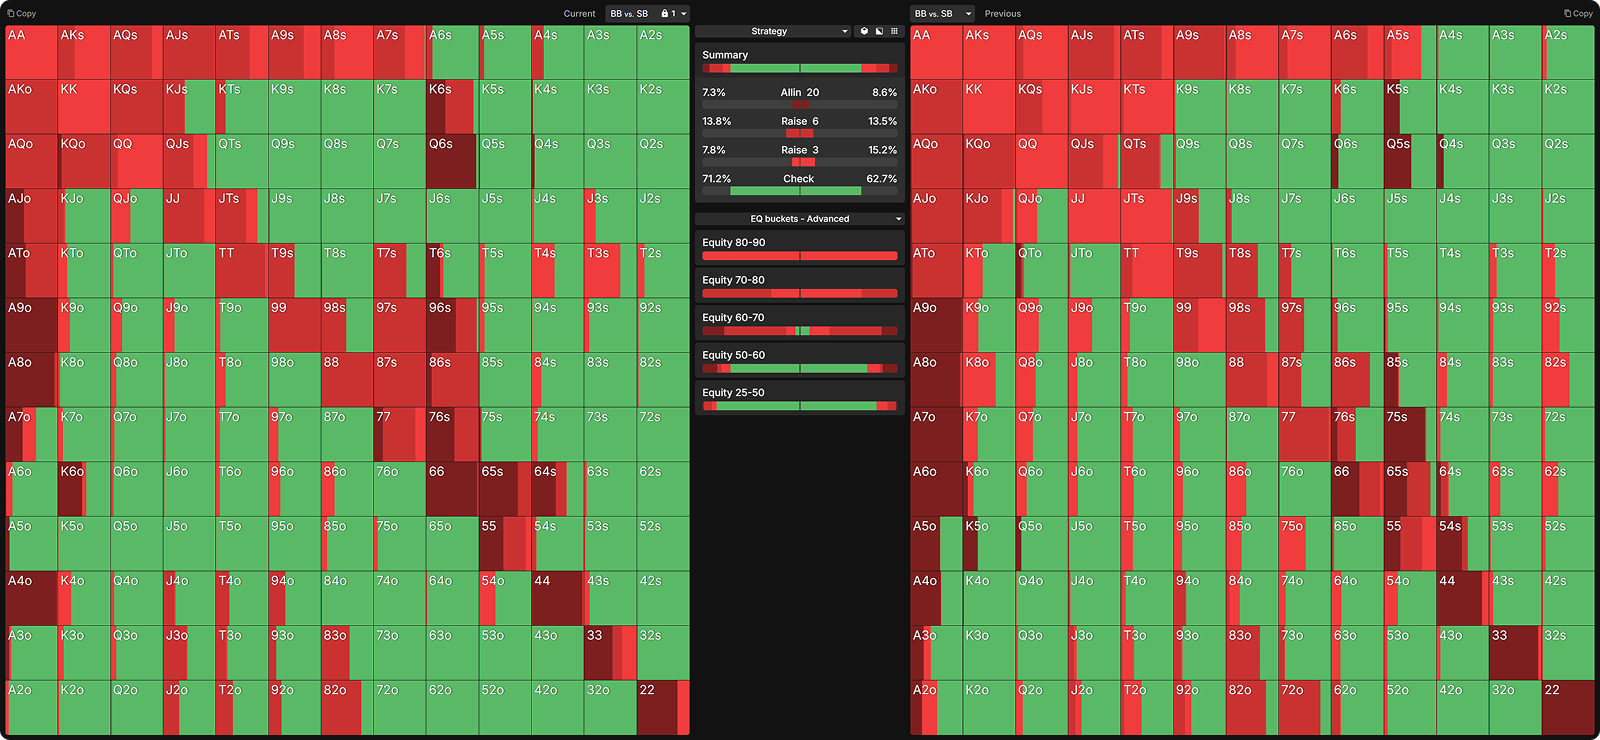 Copy Current BB vs. SB 1
AA AKs AQs AJs ATs A9s A8s A7s A6s A5s A4s A3s A2s
AKo KK KQs KJs KTs K9s K8s K7s K6s K5s K4s K3s K2s
AQo KQo QQ QJs QTs Q9s Q8s Q7s Q6s Q5s Q4s Q3s Q2s
AJo KJo QJo JJ JTs J9s J8s J7s J6s J5s J4s J3s J2s
ATo KTo QTo JTo TT T9s T8s T7s T6s T5s T4s T3s T2s
A9o K9o Q9o J9o T9o 99 98s 97s 96s 95s 94s 93s 92s
A8o K8o Q8o J8o T8o 98o 88 87s 86s 85s 84s 83s 82s
A7o K7o Q7o J7o T7o 97o 87o 77 76s 75s 74s 73s 72s
A6o K6o Q6o J6o T6o 96o 86o 76o 66 65s 64s 63s 62s
A5o K5o Q5o J5o T5o 95o 85o 75o 65o 55 54s 53s 52s
A4o K4o Q4o J4o T4o 94o 84o 74o 64o 54o 44 43s 42s
A3o K3o Q3o J3o T3o 93o 83o 73o 63o 53o 43o 33 32s
A2o K2o Q2o J2o T2o 92o 82o 72o 62o 52o 42o 32o 22
Strategy
Summary
7.3% Allin 20 8.6%
13.8% Raise 6 13.5%
7.8% Raise 3 15.2%
71.2% Check 62.7%
EQ buckets - Advanced
Equity 80-90
Equity 70-80
Equity 60-70
Equity 50-60
Equity 25-50
BB vs. SB Previous Copy
AA AKs AQs AJs ATs A9s A8s A7s A6s A5s A4s A3s A2s
AKo KK KQs KJs KTs K9s K8s K7s K6s K5s K4s K3s K2s
AQo KQo QQ QJs QTs Q9s Q8s Q7s Q6s Q5s Q4s Q3s Q2s
AJo KJo QJo JJ JTs J9s J8s J7s J6s J5s J4s J3s J2s
ATo KTo QTo JTo TT T9s T8s T7s T6s T5s T4s T3s T2s
A9o K9o Q9o J9o T9o 99 98s 97s 96s 95s 94s 93s 92s
A8o K8o Q8o J8o T8o 98o 88 87s 86s 85s 84s 83s 82s
A7o K7o Q7o J7o T7o 97o 87o 77 76s 75s 74s 73s 72s
A6o K6o Q6o J6o T6o 96o 86o 76o 66 65s 64s 63s 62s
A5o K5o Q5o J5o T5o 95o 85o 75o 65o 55 54s 53s 52s
A4o K4o Q4o J4o T4o 94o 84o 74o 64o 54o 44 43s 42s
A3o K3o Q3o J3o T3o 93o 83o 73o 63o 53o 43o 33 32s
A2o K2o Q2o J2o T2o 92o 82o 72o 62o 52o 42o 32o 22